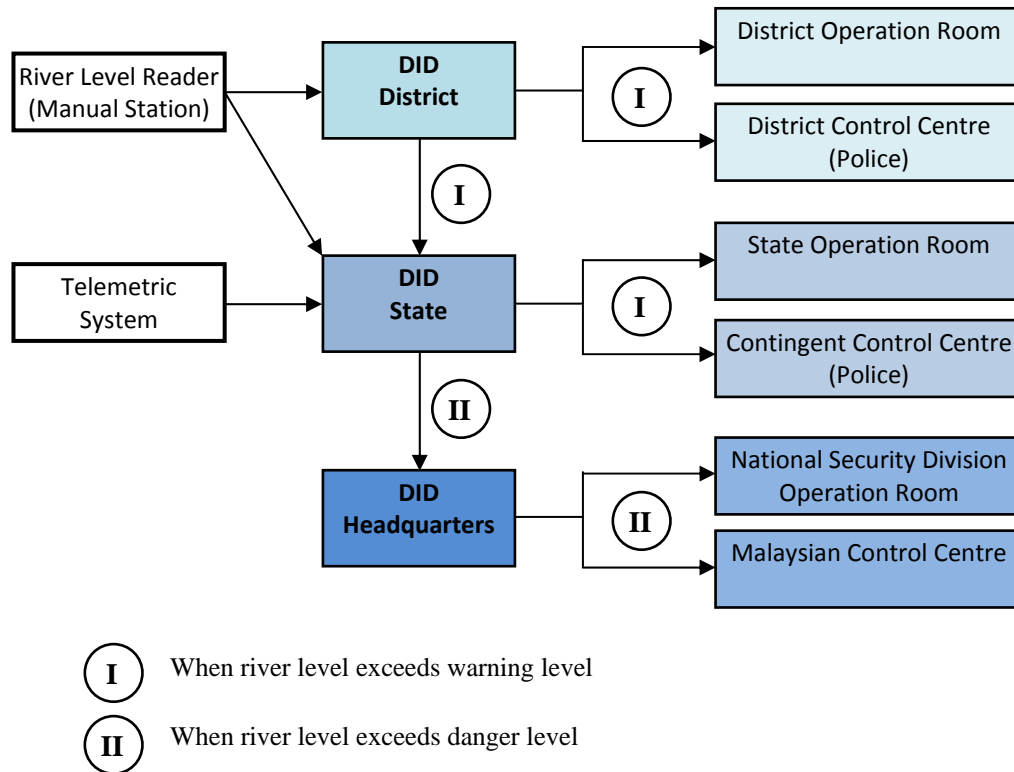 River Level Reader
(Manual Station)
DID
District
I
District Operation Room
District Control Centre
(Police)
I
Telemetric
System
DID
State
I
State Operation Room
Contingent Control Centre
(Police)
II
DID
Headquarters
II
National Security Division
Operation Room
Malaysian Control Centre
I When river level exceeds warning level
II When river level exceeds danger level